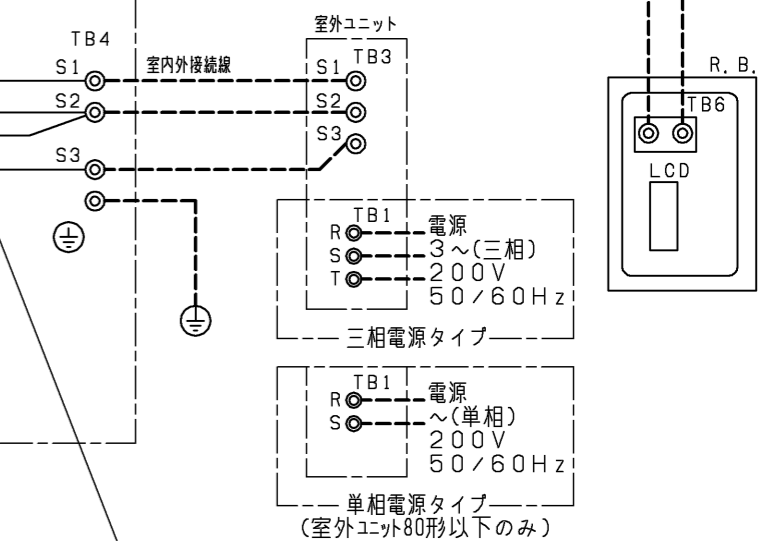 TB4
S1
S2
S3
室内外接続線
室外ユニット
TB3
S1
S2
S3
TB1
R
S
T
電源
3~(三相)
200V
50/60Hz
三相電源タイプ
TB1
R
S
電源
~(単相)
200V
50/60Hz
単相電源タイプ
(室外ユニット80形以下のみ)
R.B.
TB6
LCD